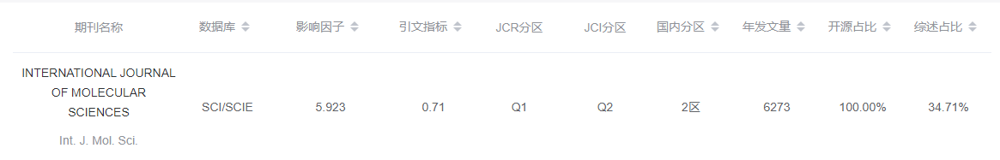 期刊名称 数据库 影响因子 引文指标 JCR分区 JCI分区 国内分区 年发文量 开源占比 综述占比
INTERNATIONAL JOURNAL
OF MOLECULAR
SCIENCES
SCI/SCIE 5.923 0.71 Q1 Q2 2区 6273 100.00% 34.71%
Int. J. Mol. Sci.